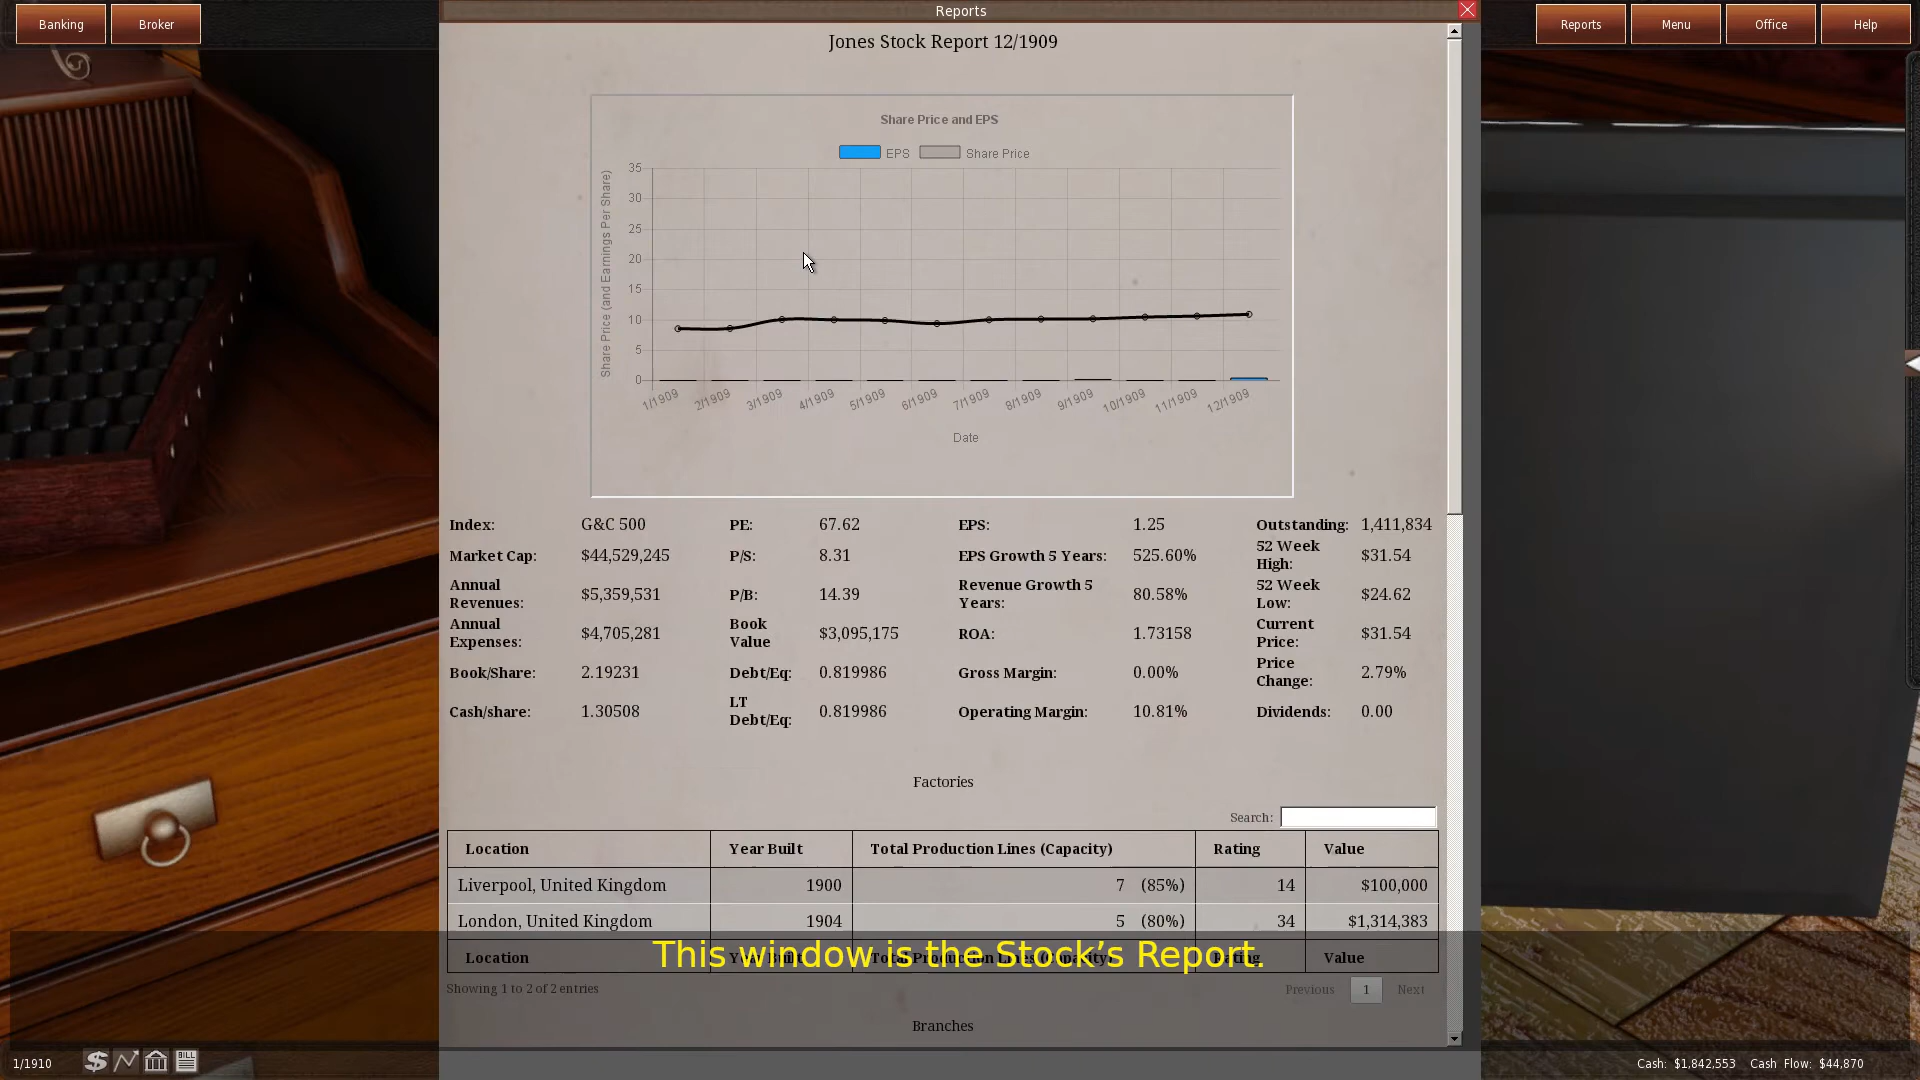 Banking
Broker
Reports
Reports
Menu
Office
Help
Jones Stock Report 12/1909
Share Price and EPS
EPS
Share Price
Share Price (and Earnings Per Share)
35
30
25
20
15
10
5
0
1/1909 2/1909 3/1909 4/1909 5/1909 6/1909 7/1909 8/1909 9/1909 10/1909 11/1909 12/1909
Date
Index: G&C 500 PE: 67.62 EPS: 1.25 Outstanding: 1,411,834
Market Cap: $44,529,245 P/S: 8.31 EPS Growth 5 Years: 525.60% 52 Week High: $31.54
Annual Revenues: $5,359,531 P/B: 14.39 Revenue Growth 5 Years: 80.58% 52 Week Low: $24.62
Annual Expenses: $4,705,281 Book Value $3,095,175 ROA: 1.73158 Current Price: $31.54
Book/Share: 2.19231 Debt/Eq: 0.819986 Gross Margin: 0.00% Price Change: 2.79%
Cash/share: 1.30508 LT Debt/Eq: 0.819986 Operating Margin: 10.81% Dividends: 0.00
Factories
Search:
Location Year Built Total Production Lines (Capacity) Rating Value
Liverpool, United Kingdom 1900 7 (85%) 14 $100,000
London, United Kingdom 1904 5 (80%) 34 $1,314,383
This window is the Stock’s Report.
Location Year Built Total Production Lines (Capacity) Rating Value
Showing 1 to 2 of 2 entries
Previous 1 Next
Branches
1/1910
BILL
Cash: $1,842,553 Cash Flow: $44,870